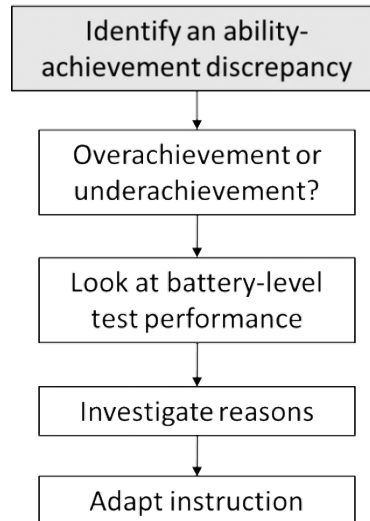 Identify an ability-
achievement discrepancy
Overachievement or
underachievement?
Look at battery-level
test performance
Investigate reasons
Adapt instruction